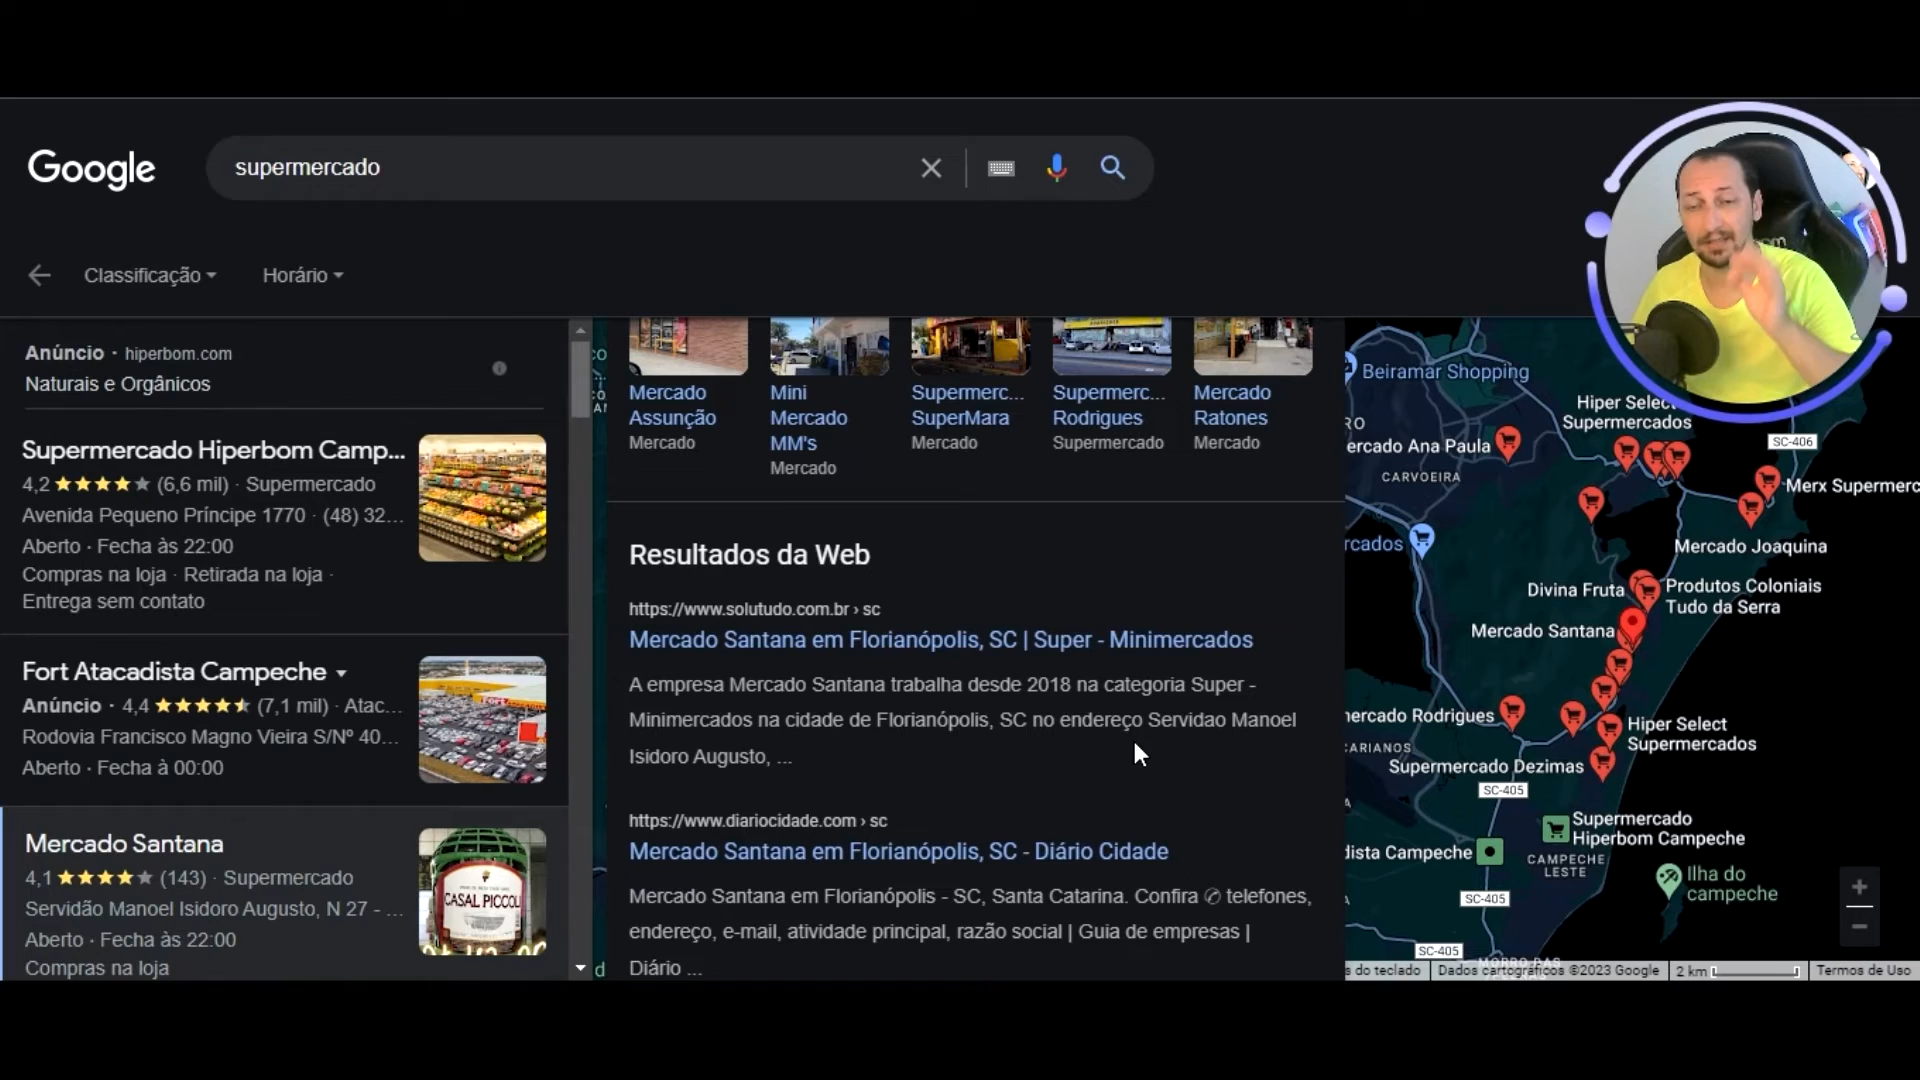 Google
supermercado
Classificação
Horário
Anúncio · hiperbom.com
Naturais e Orgânicos
Supermercado Hiperbom Camp...
4,2 (6,6 mil) · Supermercado
Avenida Pequeno Príncipe 1770 · (48) 32...
Aberto · Fecha às 22:00
Compras na loja · Retirada na loja ·
Entrega sem contato
Fort Atacadista Campeche
Anúncio · 4,4 (7,1 mil) · Atac...
Rodovia Francisco Magno Vieira S/Nº 40...
Aberto · Fecha à 00:00
Mercado Santana
4,1 (143) · Supermercado
Servidão Manoel Isidoro Augusto, N 27 - ...
Aberto · Fecha às 22:00
Compras na loja
CASAL PICCOL
Mercado
Assunção
Mercado
Mini
Mercado
MM's
Mercado
Supermerc...
SuperMara
Mercado
Supermerc...
Rodrigues
Supermercado
Mercado
Ratones
Mercado
Resultados da Web
https://www.solutudo.com.br › sc
Mercado Santana em Florianópolis, SC | Super - Minimercados
A empresa Mercado Santana trabalha desde 2018 na categoria Super -
Minimercados na cidade de Florianópolis, SC no endereço Servidao Manoel
Isidoro Augusto, ...
https://www.diariocidade.com › sc
Mercado Santana em Florianópolis, SC - Diário Cidade
Mercado Santana em Florianópolis - SC, Santa Catarina. Confira ✆ telefones,
endereço, e-mail, atividade principal, razão social | Guia de empresas |
Diário ...
Beiramar Shopping
Hiper Select
Supermercados
RO
ercado Ana Paula
SC-406
CARVOEIRA
Merx Supermerc
rcados
Mercado Joaquina
Divina Fruta
Produtos Coloniais
Tudo da Serra
Mercado Santana
ercado Rodrigues
Hiper Select
Supermercados
CARIANOS
Supermercado Dezimas
SC-405
Supermercado
Hiperbom Campeche
dista Campeche
CAMPECHE
LESTE
Ilha do
campeche
SC-405
SC-405
MORRO DAS
s do teclado
Dados cartográficos ©2023 Google
2 km
Termos de Uso